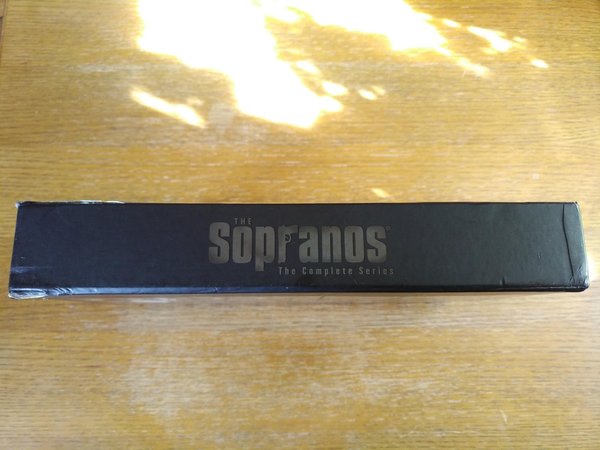 THE
Sopranos®
The Complete Series